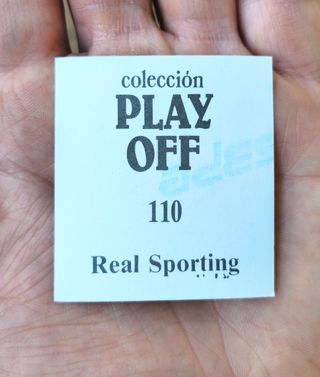 colección
PLAY
OFF
110
Real Sporting